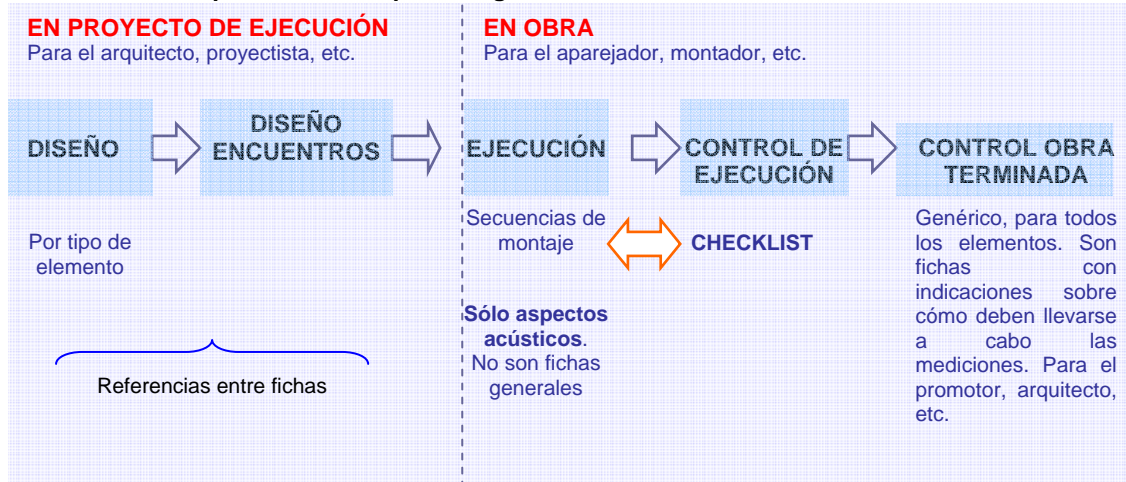 EN PROYECTO DE EJECUCIÓN
Para el arquitecto, proyectista, etc.
EN OBRA
Para el aparejador, montador, etc.
DISEÑO
DISEÑO
ENCUENTROS
EJECUCIÓN
CONTROL DE
EJECUCIÓN
CONTROL OBRA
TERMINADA
Por tipo de
elemento
Secuencias de
montaje
CHECKLIST
Genérico, para todos
los elementos. Son
fichas con
indicaciones sobre
cómo deben llevarse
a cabo las
mediciones. Para el
promotor, arquitecto,
etc.
Sólo aspectos
acústicos.
No son fichas
generales
Referencias entre fichas